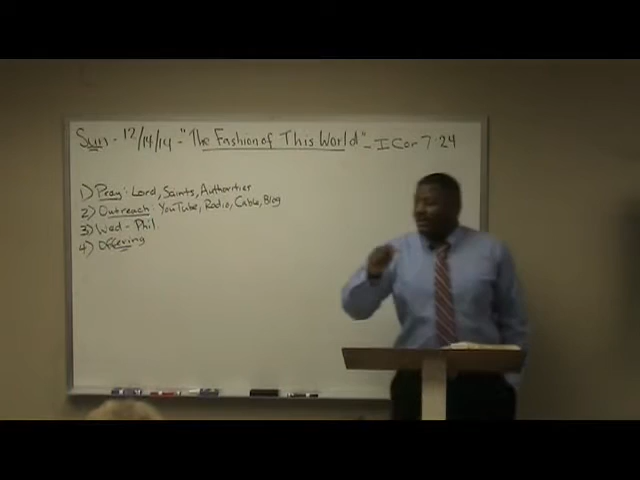 Sun - 12/14/14 - "The Fashion of This World" - I Cor 7:24
1) Pray: Lord, Saints, Authorities
2) Outreach: YouTube, Radio, Cable, Blog
3) Wed - Phil.
4) Offering